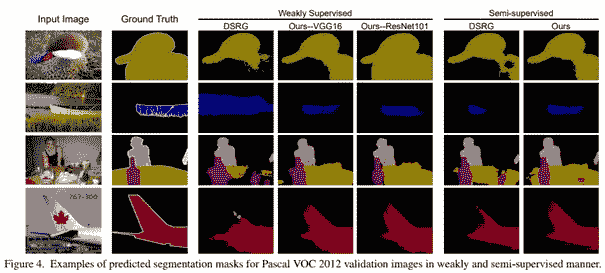 Weakly Supervised
Semi-supervised
Input Image
Ground Truth
DSRG
Ours--VGG16
Ours--ResNet101
DSRG
Ours
767-300
Figure 4. Examples of predicted segmentation masks for Pascal VOC 2012 validation images in weakly and semi-supervised manner.